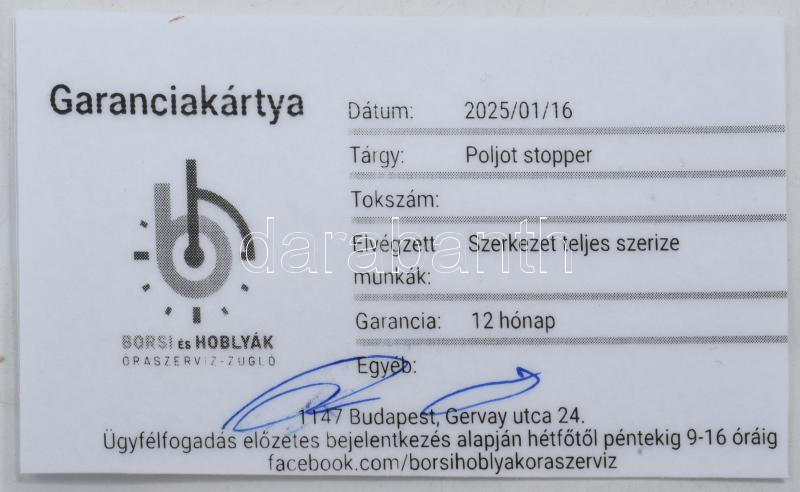 Garanciakártya
Dátum: 2025/01/16
Tárgy: Poljot stopper
Tokszám:
Elvégzett Szerkezet teljes szerize
munkák:
Garancia: 12 hónap
Egyéb:
BORSI ÉS HOBLYÁK
ÓRASZERVIZ-ZUGLÓ
1147 Budapest, Gervay utca 24.
Ügyfélfogadás előzetes bejelentkezés alapján hétfőtől péntekig 9-16 óráig
facebook.com/borsihoblyakoraszerviz
darabanth